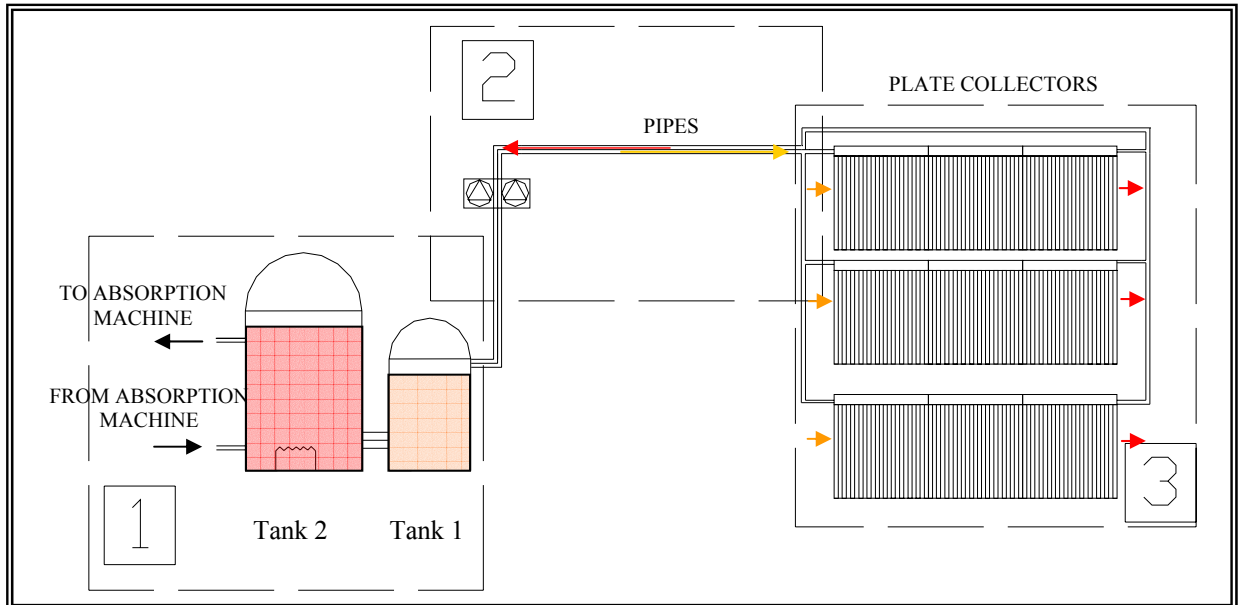 2
PLATE COLLECTORS
PIPES
TO ABSORPTION
MACHINE
FROM ABSORPTION
MACHINE
3
1
Tank 2
Tank 1